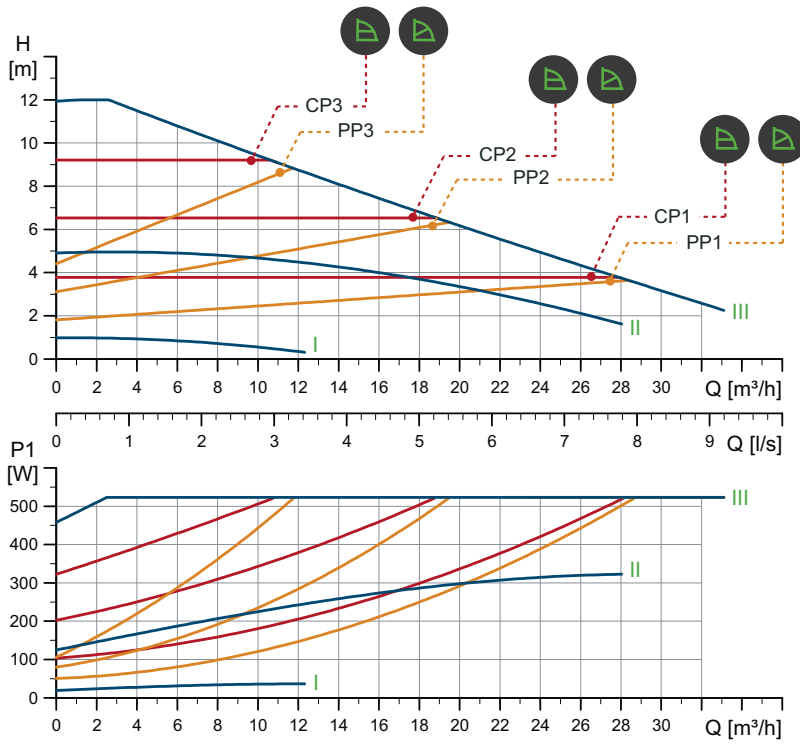 H
[m]
12
10
8
6
4
2
0
CP3
PP3
CP2
PP2
CP1
PP1
I
II
III
0 2 4 6 8 10 12 14 16 18 20 22 24 26 28 30 Q [m³/h]
0 1 2 3 4 5 6 7 8 9 Q [l/s]
P1
[W]
500
400
300
200
100
0
III
II
I
0 2 4 6 8 10 12 14 16 18 20 22 24 26 28 30 Q [m³/h]